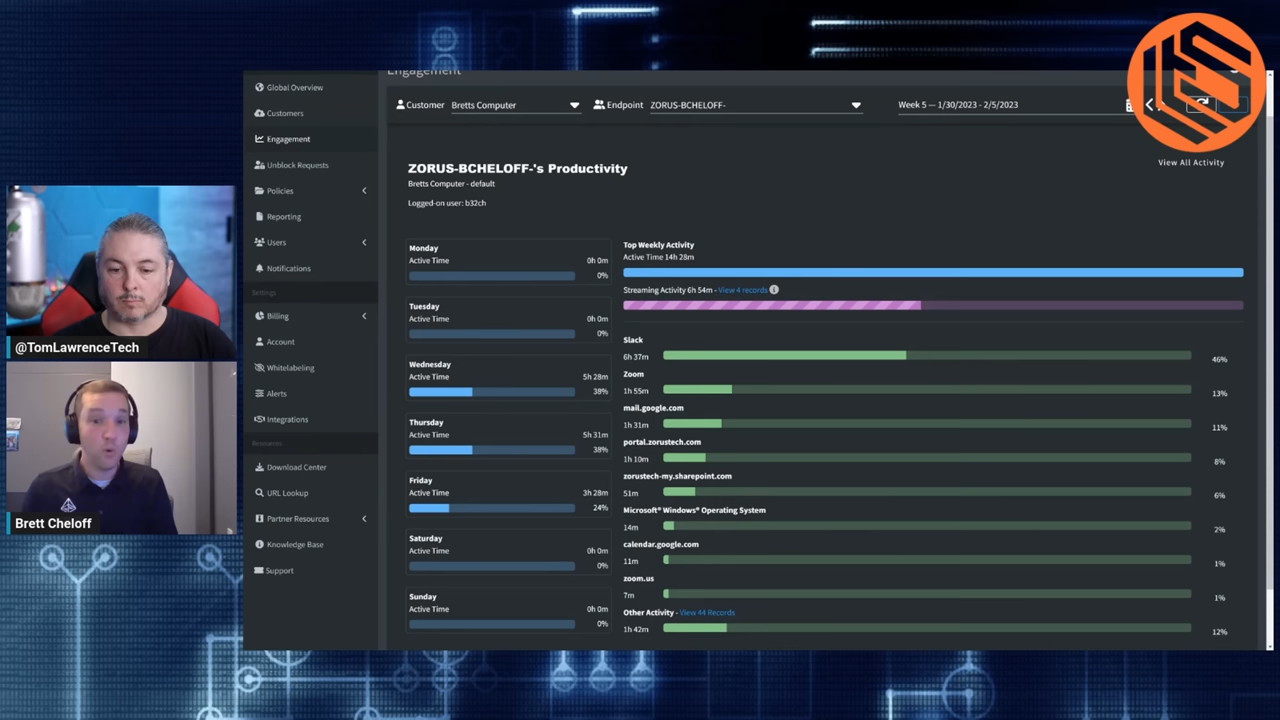 Engagement
Global Overview
Customers
Engagement
Unblock Requests
Policies
Reporting
Users
Notifications
Settings
Billing
Account
Whitelabeling
Alerts
Integrations
Resources
Download Center
URL Lookup
Partner Resources
Knowledge Base
Support
Customer Bretts Computer Endpoint ZORUS-BCHELOFF- Week 5 — 1/30/2023 - 2/5/2023
View All Activity
ZORUS-BCHELOFF-'s Productivity
Bretts Computer - default
Logged-on user: b32ch
Monday
Active Time 0h 0m
0%
Tuesday
Active Time 0h 0m
0%
Wednesday
Active Time 5h 28m
38%
Thursday
Active Time 5h 31m
38%
Friday
Active Time 3h 28m
24%
Saturday
Active Time 0h 0m
0%
Sunday
Active Time 0h 0m
0%
Top Weekly Activity
Active Time 14h 28m
Streaming Activity 6h 54m - View 4 records
Slack
6h 37m 46%
Zoom
1h 55m 13%
mail.google.com
1h 31m 11%
portal.zorustech.com
1h 10m 8%
zorustech-my.sharepoint.com
51m 6%
Microsoft® Windows® Operating System
14m 2%
calendar.google.com
11m 1%
zoom.us
7m 1%
Other Activity - View 44 Records
1h 42m 12%
@TomLawrenceTech
Brett Cheloff